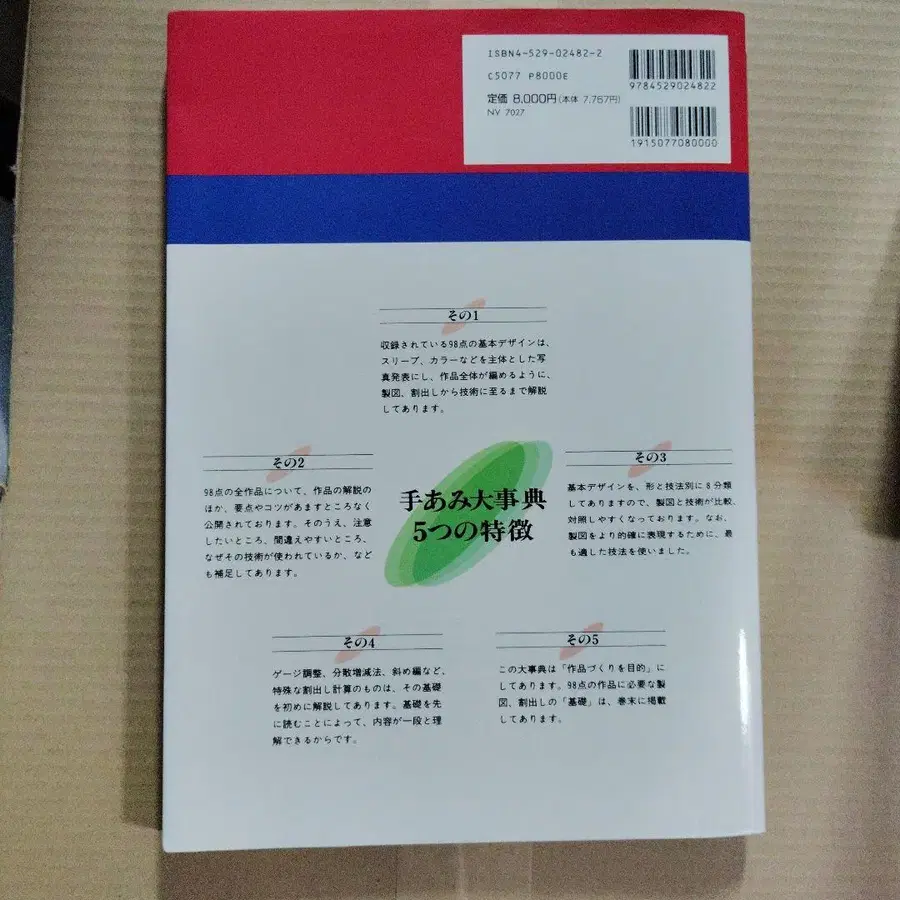 ISBN4-529-02482-2
C5077 P8000E
定価 8,000円(本体 7,767円)
NV 7027
9784529024822
1915077080000
その1
収録されている98点の基本デザインは、
スリーブ、カラーなどを主体とした写
真発表にし、作品全体が編めるように、
製図、割出しから技術に至るまで解説
してあります。
その2
98点の全作品について、作品の解説の
ほか、要点やコツがあますところなく
公開されております。そのうえ、注意
したいところ、間違えやすいところ、
なぜその技術が使われているか、など
も補足してあります。
その3
基本デザインを、形と技法別に8分類
してありますので、製図と技術が比較、
対照しやすくなっております。なお、
製図をより的確に表現するために、最
も適した技法を使いました。
手あみ大事典
5つの特徴
その4
ゲージ調整、分散増減法、斜め編など、
特殊な割出し計算のものは、その基礎
を初めに解説してあります。基礎を先
に読むことによって、内容が一段と理
解できるからです。
その5
この大事典は「作品づくりを目的」に
してあります。98点の作品に必要な製
図、割出しの「基礎」は、巻末に掲載
してあります。